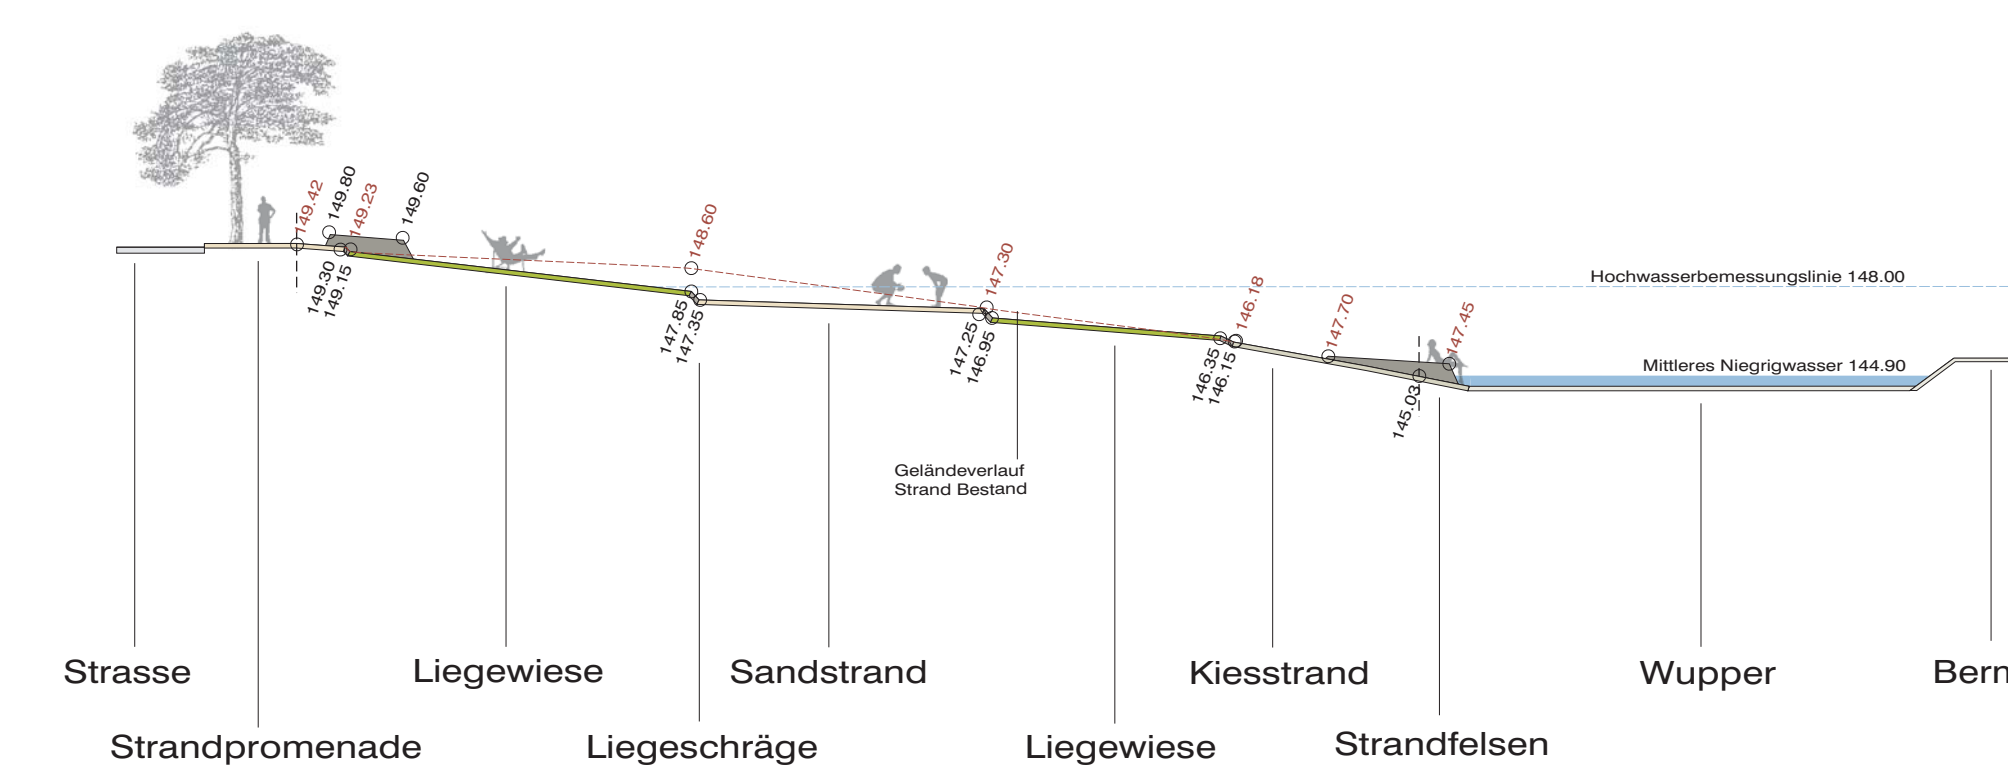 149.42
149.80
149.23
149.60
149.30
149.15
148.60
147.85
147.35
147.30
147.25
146.95
146.18
146.35
146.15
147.70
147.45
145.03
Hochwasserbemessungslinie 148.00
Mittleres Niegrigwasser 144.90
Geländeverlauf
Strand Bestand
Strasse
Liegewiese
Sandstrand
Kiesstrand
Wupper
Strandpromenade
Liegeschräge
Liegewiese
Strandfelsen